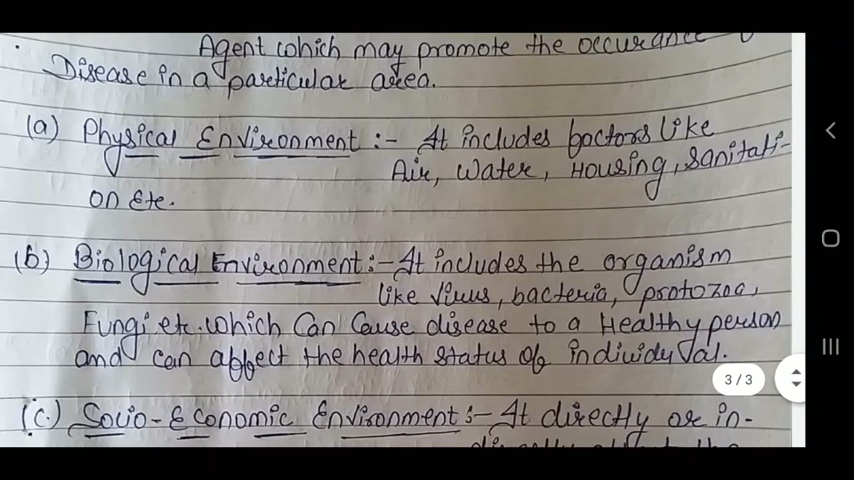 Agent which may promote the occurance
Disease in a particular area.
(a) Physical Environment :- It includes factors like
Air, Water, Housing, Sanitati-
on Etc.
(b) Biological Environment :- It includes the organism
like virus, bacteria, protozoa,
Fungi etc. which Can Cause disease to a Healthy person
and can affect the health status of individual.
3/3
(c.) Socio-Economic Environment :- It directly or in-